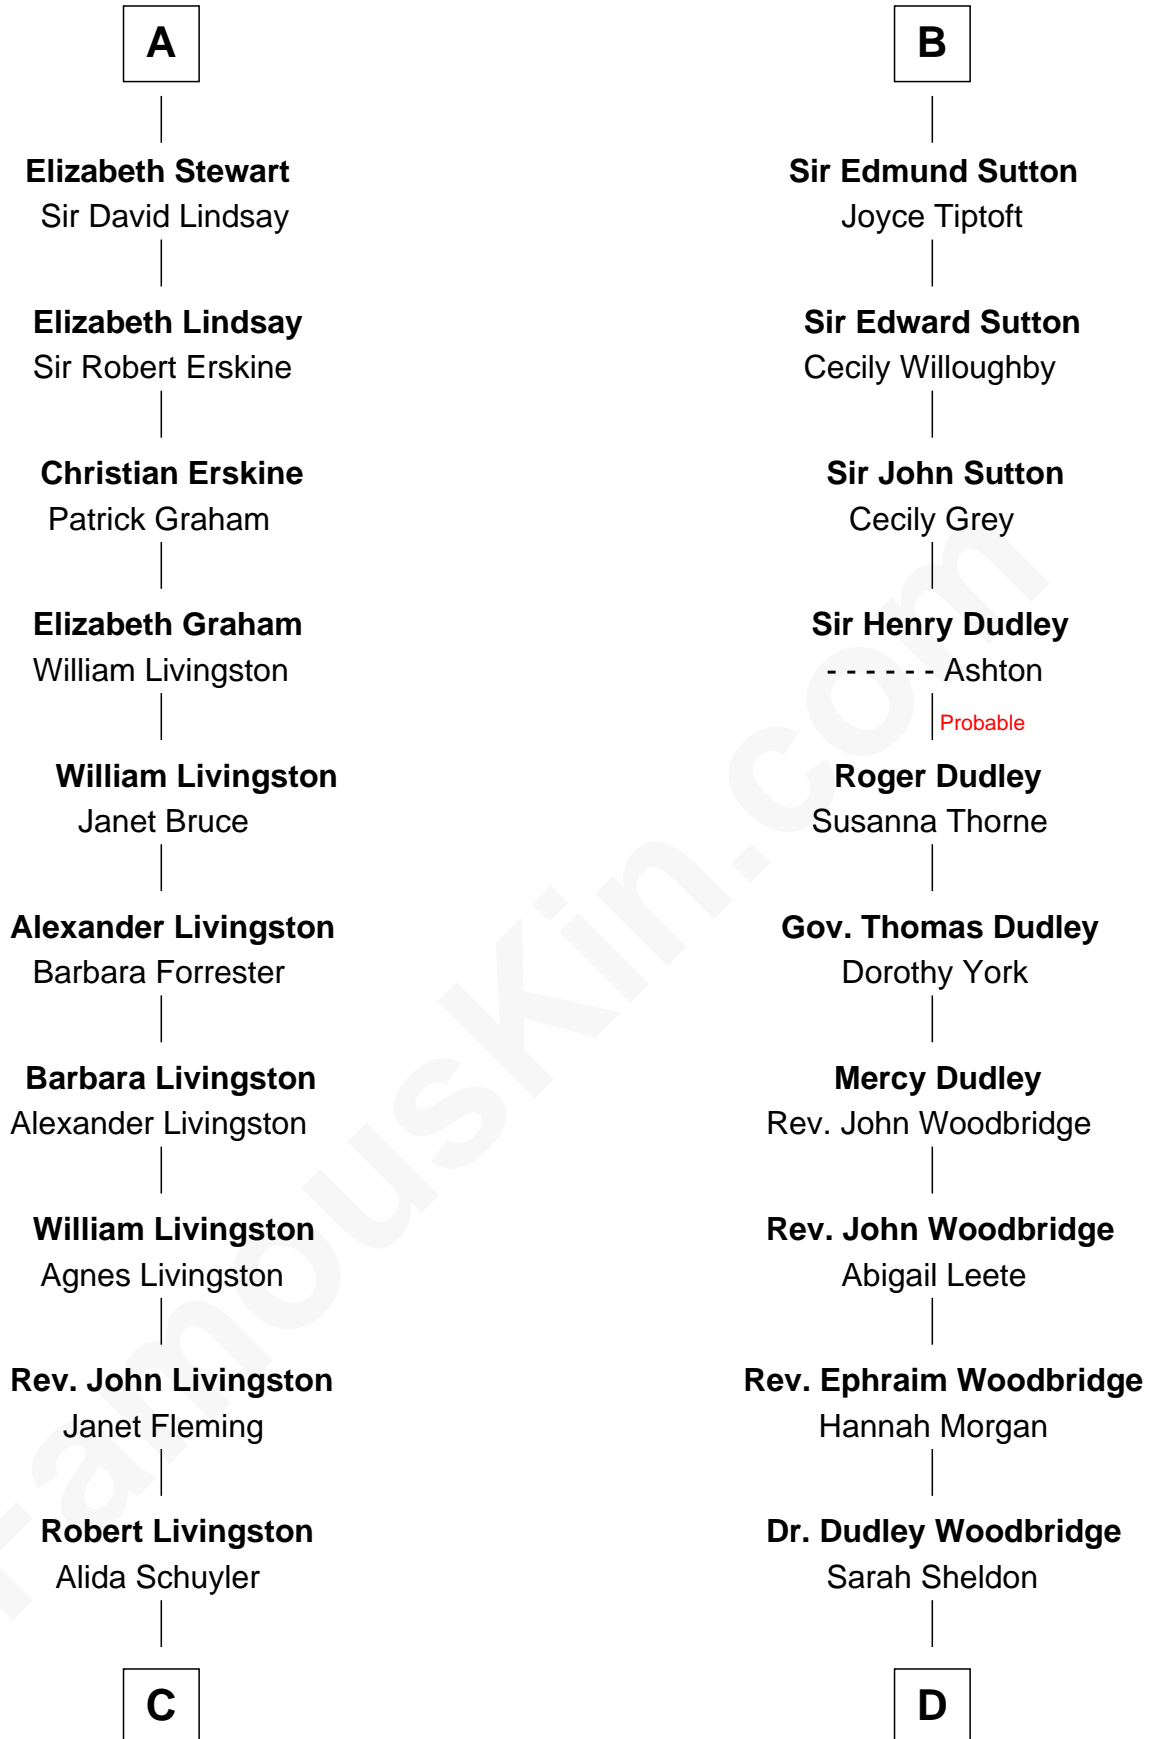 A
Elizabeth Stewart
Sir David Lindsay
Elizabeth Lindsay
Sir Robert Erskine
Christian Erskine
Patrick Graham
Elizabeth Graham
William Livingston
William Livingston
Janet Bruce
Alexander Livingston
Barbara Forrester
Barbara Livingston
Alexander Livingston
William Livingston
Agnes Livingston
Rev. John Livingston
Janet Fleming
Robert Livingston
Alida Schuyler
C
B
Sir Edmund Sutton
Joyce Tiptoft
Sir Edward Sutton
Cecily Willoughby
Sir John Sutton
Cecily Grey
Sir Henry Dudley
- - - - - - Ashton
Probable
Roger Dudley
Susanna Thorne
Gov. Thomas Dudley
Dorothy York
Mercy Dudley
Rev. John Woodbridge
Rev. John Woodbridge
Abigail Leete
Rev. Ephraim Woodbridge
Hannah Morgan
Dr. Dudley Woodbridge
Sarah Sheldon
D
FamousKin.com